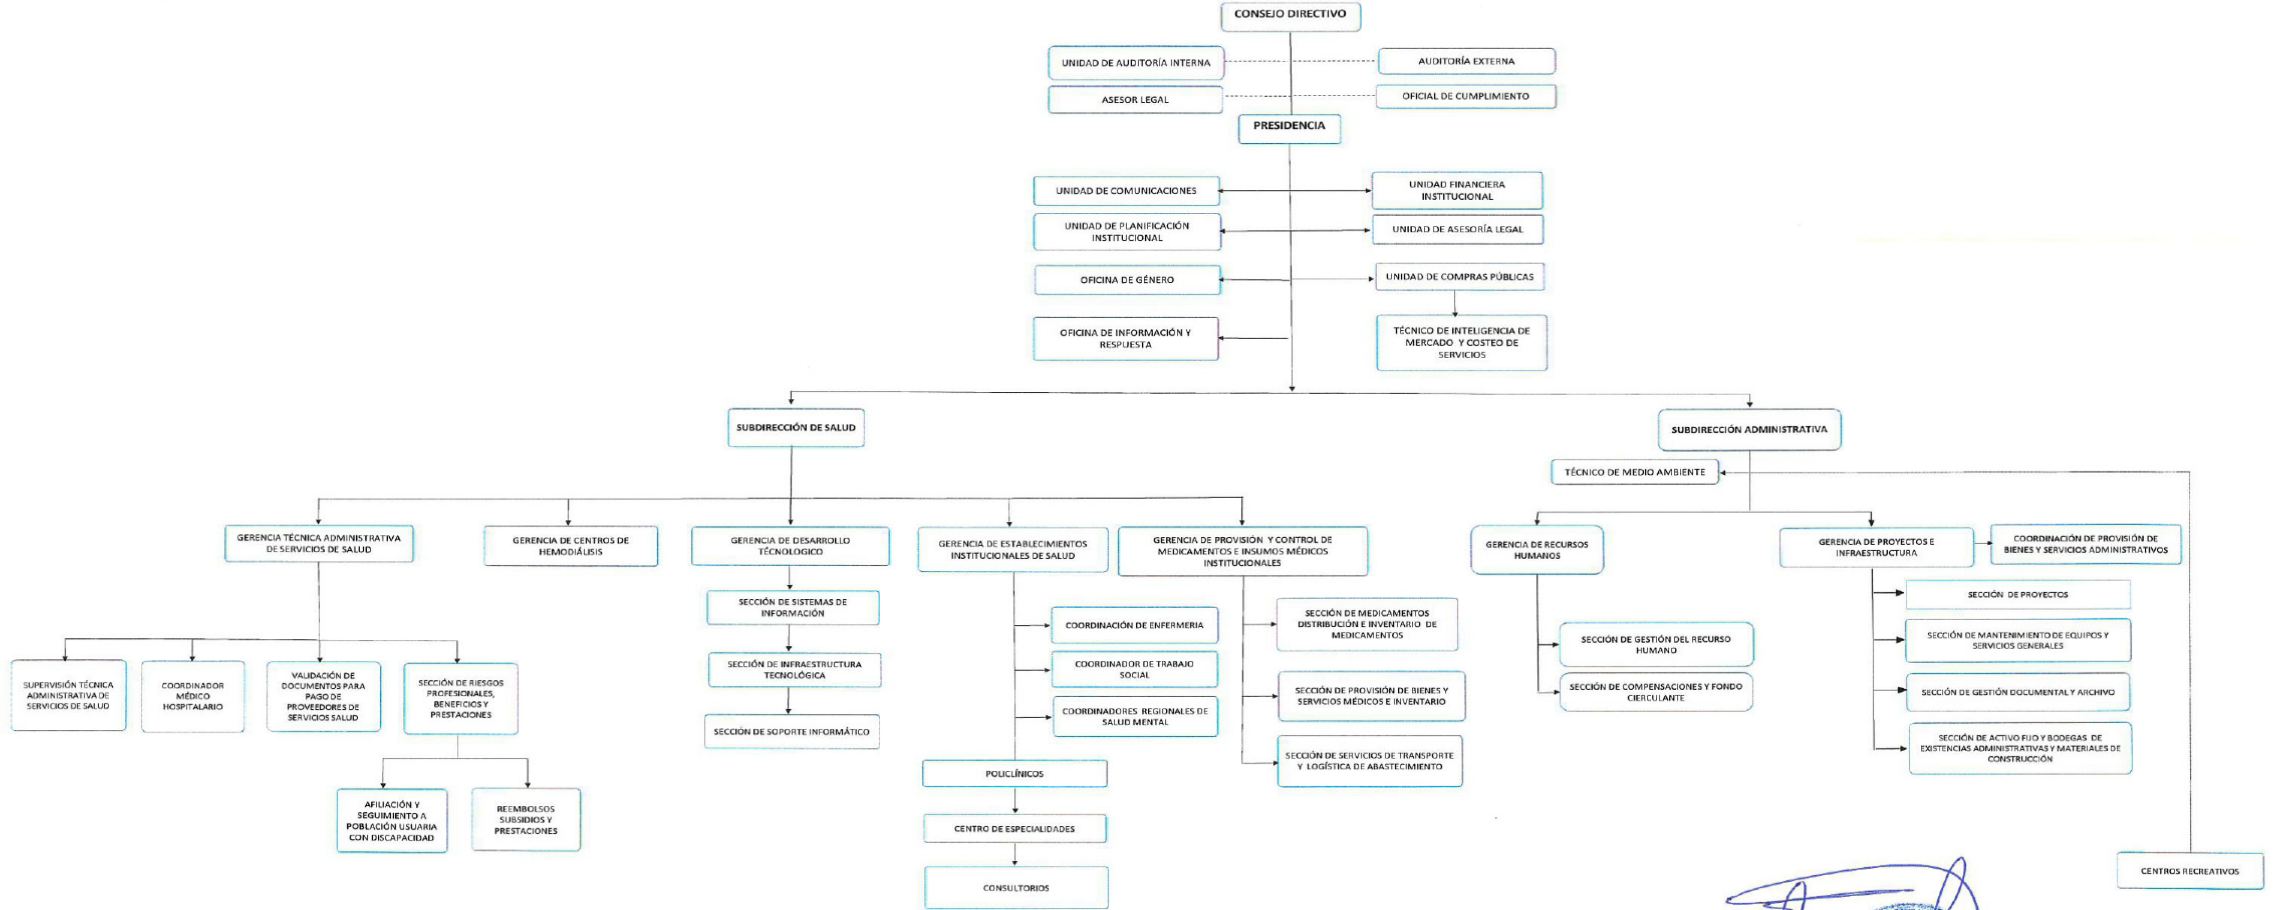 CONSEJO DIRECTIVO
UNIDAD DE AUDITORÍA INTERNA
AUDITORÍA EXTERNA
ASESOR LEGAL
OFICIAL DE CUMPLIMIENTO
PRESIDENCIA
UNIDAD DE COMUNICACIONES
UNIDAD FINANCIERA
INSTITUCIONAL
UNIDAD DE PLANIFICACIÓN
INSTITUCIONAL
UNIDAD DE ASESORÍA LEGAL
OFICINA DE GÉNERO
UNIDAD DE COMPRAS PÚBLICAS
OFICINA DE INFORMACIÓN Y
RESPUESTA
TÉCNICO DE INTELIGENCIA DE
MERCADO Y COSTEO DE
SERVICIOS
SUBDIRECCIÓN DE SALUD
SUBDIRECCIÓN ADMINISTRATIVA
TÉCNICO DE MEDIO AMBIENTE
GERENCIA TÉCNICA ADMINISTRATIVA
DE SERVICIOS DE SALUD
GERENCIA DE CENTROS DE
HEMODIÁLISIS
GERENCIA DE DESARROLLO
TÉCNOLOGICO
GERENCIA DE ESTABLECIMIENTOS
INSTITUCIONALES DE SALUD
GERENCIA DE PROVISIÓN Y CONTROL DE
MEDICAMENTOS E INSUMOS MÉDICOS
INSTITUCIONALES
GERENCIA DE RECURSOS
HUMANOS
GERENCIA DE PROYECTOS E
INFRAESTRUCTURA
COORDINACIÓN DE PROVISIÓN DE
BIENES Y SERVICIOS ADMINISTRATIVOS
SUPERVISIÓN TÉCNICA
ADMINISTRATIVA DE
SERVICIOS DE SALUD
COORDINADOR
MÉDICO
HOSPITALARIO
VALIDACIÓN DE
DOCUMENTOS PARA
PAGO DE
PROVEEDORES DE
SERVICIOS SALUD
SECCIÓN DE RIESGOS
PROFESIONALES,
BENEFICIOS Y
PRESTACIONES
AFILIACIÓN Y
SEGUIMIENTO A
POBLACIÓN USUARIA
CON DISCAPACIDAD
REEMBOLSOS
SUBSIDIOS Y
PRESTACIONES
SECCIÓN DE SISTEMAS DE
INFORMACIÓN
SECCIÓN DE INFRAESTRUCTURA
TECNOLÓGICA
SECCIÓN DE SOPORTE INFORMÁTICO
COORDINACIÓN DE ENFERMERIA
COORDINADOR DE TRABAJO
SOCIAL
COORDINADORES REGIONALES DE
SALUD MENTAL
POLICLÍNICOS
CENTRO DE ESPECIALIDADES
CONSULTORIOS
SECCIÓN DE MEDICAMENTOS
DISTRIBUCIÓN E INVENTARIO DE
MEDICAMENTOS
SECCIÓN DE PROVISIÓN DE BIENES Y
SERVICIOS MÉDICOS E INVENTARIO
SECCIÓN DE SERVICIOS DE TRANSPORTE
Y LOGÍSTICA DE ABASTECIMIENTO
SECCIÓN DE GESTIÓN DEL RECURSO
HUMANO
SECCIÓN DE COMPENSACIONES Y FONDO
CIERCULANTE
SECCIÓN DE PROYECTOS
SECCIÓN DE MANTENIMIENTO DE EQUIPOS Y
SERVICIOS GENERALES
SECCIÓN DE GESTIÓN DOCUMENTAL Y ARCHIVO
SECCIÓN DE ACTIVO FIJO Y BODEGAS DE
EXISTENCIAS ADMINISTRATIVAS Y MATERIALES DE
CONSTRUCCIÓN
CENTROS RECREATIVOS